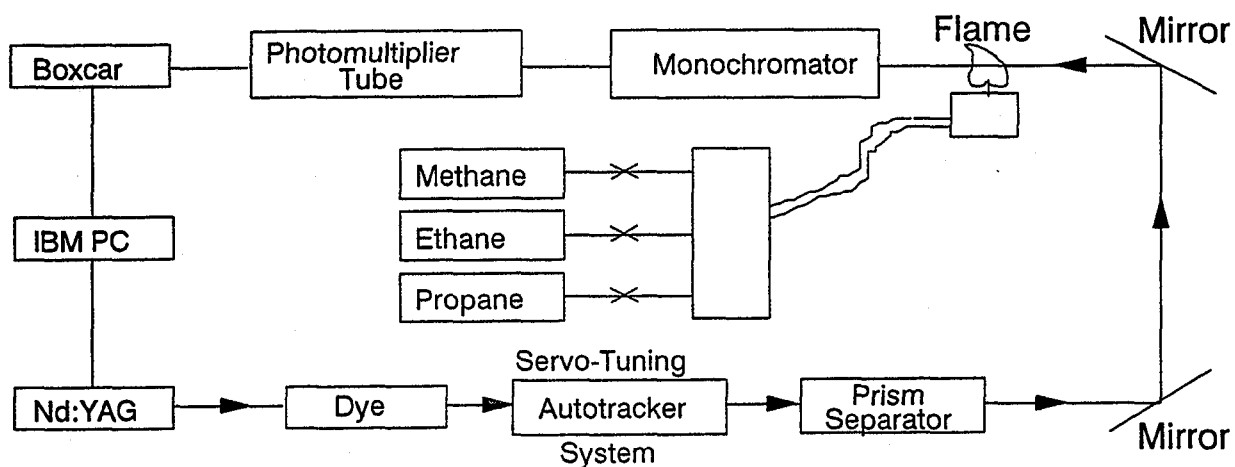 Flame
Mirror
Boxcar
Photomultiplier
Tube
Monochromator
Methane
IBM PC
Ethane
Propane
Servo-Tuning
Nd:YAG
Dye
Autotracker
Prism
Separator
System
Mirror